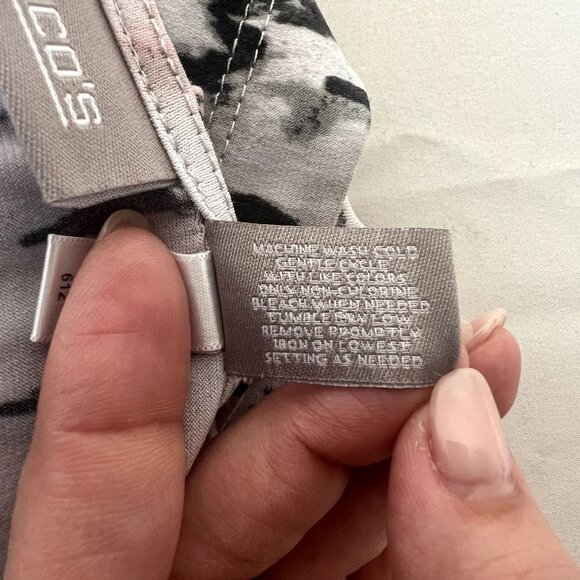 CO'S
612
MACHINE WASH COLD
GENTLE CYCLE
WITH LIKE COLORS
ONLY NON-CHLORINE
BLEACH WHEN NEEDED
TUMBLE DRY LOW
REMOVE PROMPTLY
IRON ON LOWEST
SETTING AS NEEDED